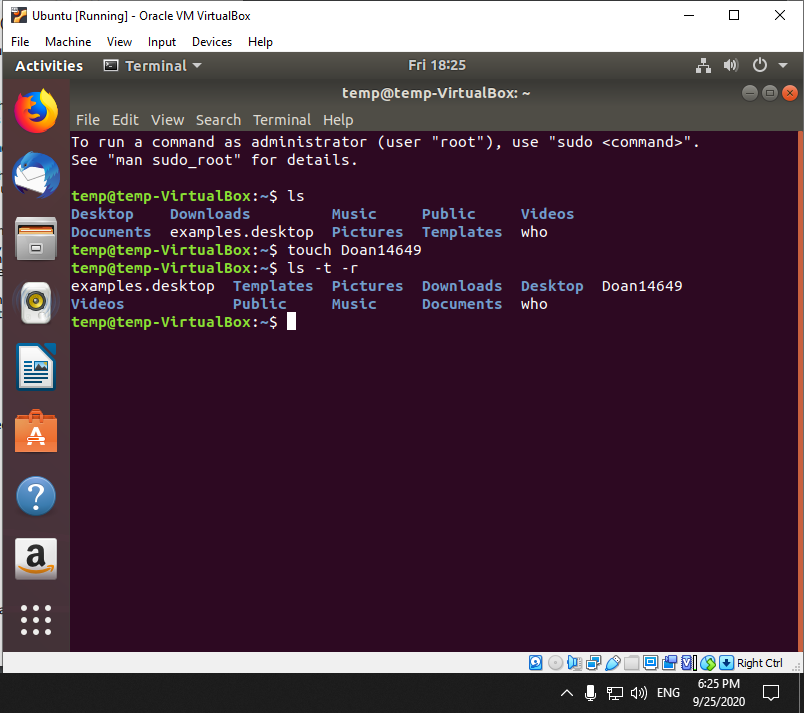 Ubuntu [Running] - Oracle VM VirtualBox
File Machine View Input Devices Help
Activities Terminal Fri 18:25
temp@temp-VirtualBox: ~
File Edit View Search Terminal Help
To run a command as administrator (user "root"), use "sudo <command>".
See "man sudo_root" for details.
temp@temp-VirtualBox:~$ ls
Desktop Downloads Music Public Videos
Documents examples.desktop Pictures Templates who
temp@temp-VirtualBox:~$ touch Doan14649
temp@temp-VirtualBox:~$ ls -t -r
examples.desktop Templates Pictures Downloads Desktop Doan14649
Videos Public Music Documents who
temp@temp-VirtualBox:~$
Right Ctrl
ENG
6:25 PM
9/25/2020